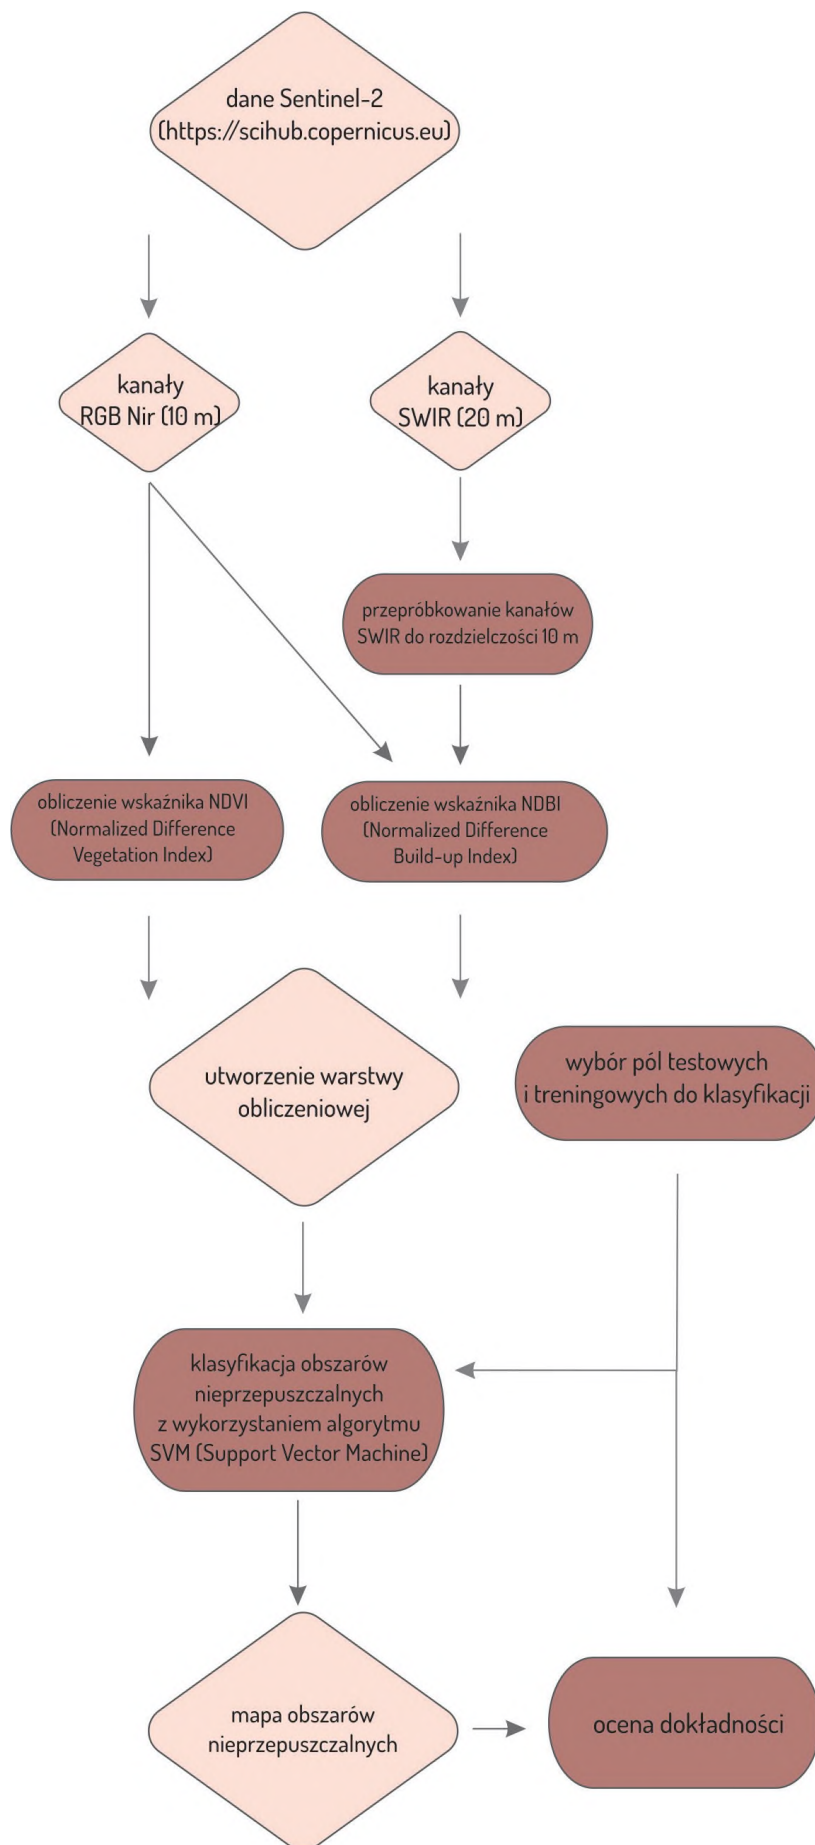 dane Sentinel-2
(https://scihub.copernicus.eu)
kanały
RGB Nir (10 m)
kanały
SWIR (20 m)
przepróbkowanie kanałów
SWIR do rozdzielczości 10 m
obliczenie wskaźnika NDVI
(Normalized Difference
Vegetation Index)
obliczenie wskaźnika NDBI
(Normalized Difference
Build-up Index)
utworzenie warstwy
obliczeniowej
wybór pól testowych
i treningowych do klasyfikacji
klasyfikacja obszarów
nieprzepuszczalnych
z wykorzystaniem algorytmu
SVM (Support Vector Machine)
mapa obszarów
nieprzepuszczalnych
ocena dokładności